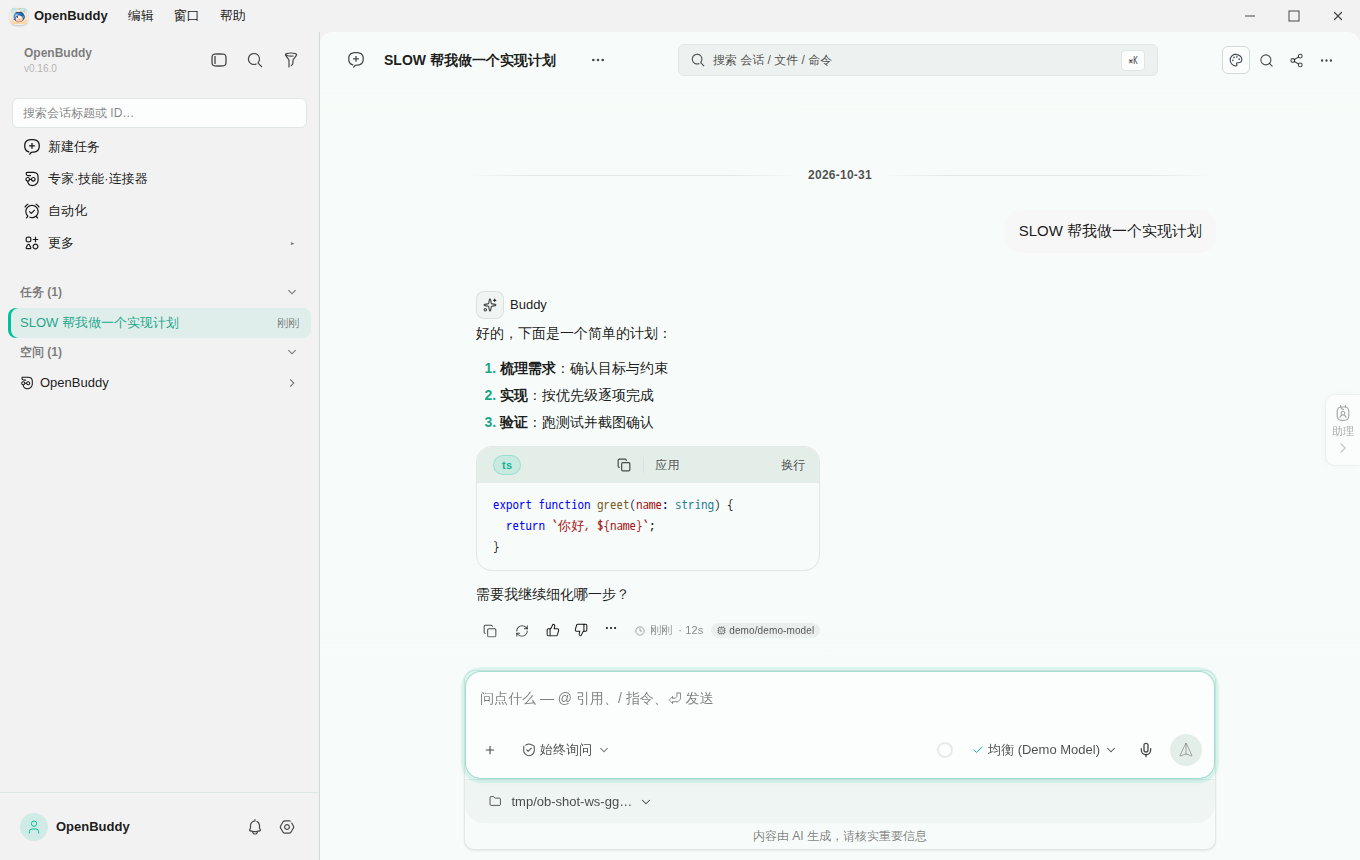 OpenBuddy 编辑 窗口 帮助
OpenBuddy
v0.16.0
搜索会话标题或 ID…
新建任务
专家·技能·连接器
自动化
更多
任务 (1)
SLOW 帮我做一个实现计划 刚刚
空间 (1)
OpenBuddy
OpenBuddy
SLOW 帮我做一个实现计划
搜索 会话 / 文件 / 命令 ⌘K
2026-10-31
SLOW 帮我做一个实现计划
Buddy
好的，下面是一个简单的计划：
1. 梳理需求：确认目标与约束
2. 实现：按优先级逐项完成
3. 验证：跑测试并截图确认
ts 应用 换行
export function greet(name: string) {
return `你好, ${name}`;
}
需要我继续细化哪一步？
刚刚 · 12s demo/demo-model
问点什么 — @ 引用、/ 指令、⏎ 发送
始终询问 均衡 (Demo Model)
tmp/ob-shot-ws-gg…
内容由 AI 生成，请核实重要信息
助理